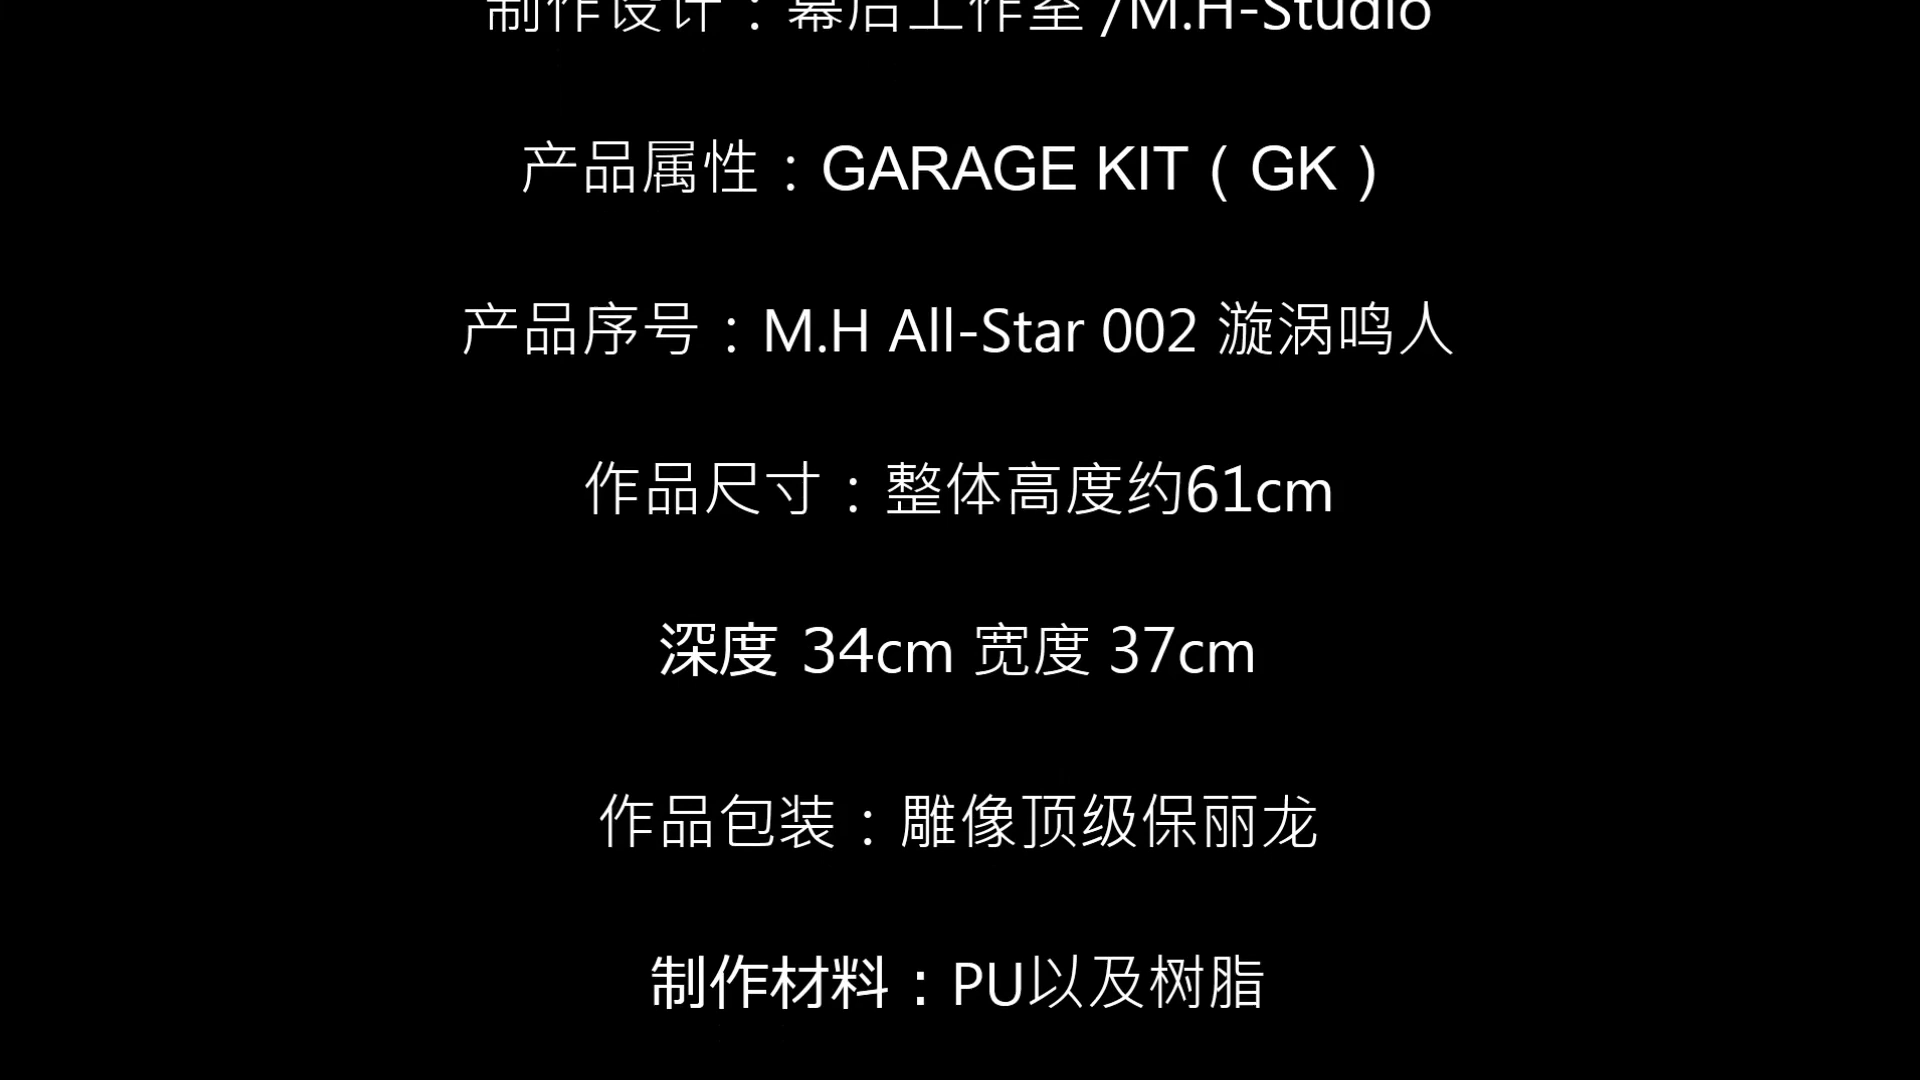 制作设计：幕后工作室 /M.H-Studio
产品属性：GARAGE KIT（GK）
产品序号：M.H All-Star 002 漩涡鸣人
作品尺寸：整体高度约61cm
深度 34cm 宽度 37cm
作品包装：雕像顶级保丽龙
制作材料：PU以及树脂